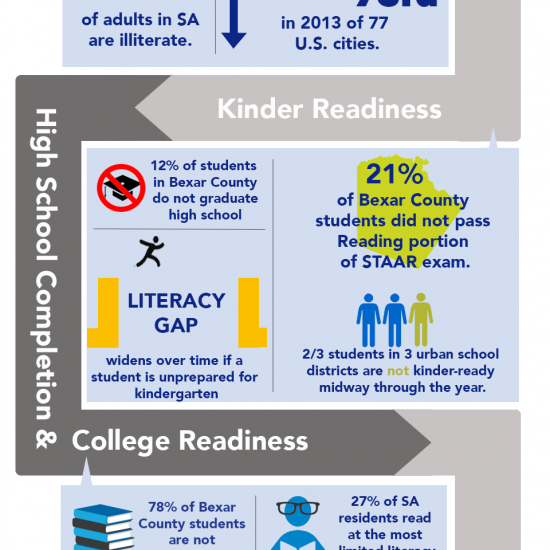 of adults in SA
are illiterate.
in 2013 of 77
U.S. cities.
Kinder Readiness
High School Completion &
12% of students
in Bexar County
do not graduate
high school
21%
of Bexar County
students did not pass
Reading portion
of STAAR exam.
LITERACY
GAP
widens over time if a
student is unprepared for
kindergarten
2/3 students in 3 urban school
districts are not kinder-ready
midway through the year.
College Readiness
78% of Bexar
County students
are not
27% of SA
residents read
at the most
limited literacy